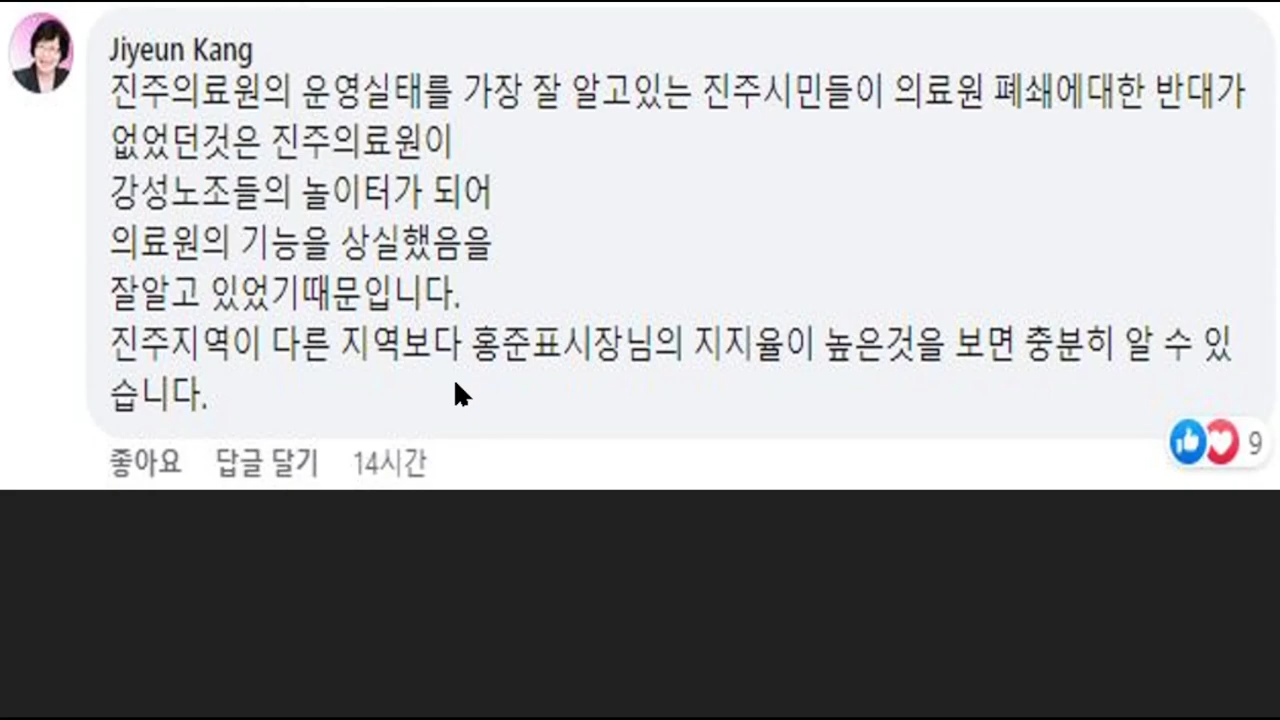 Jiyeun Kang
진주의료원의 운영실태를 가장 잘 알고있는 진주시민들이 의료원 폐쇄에대한 반대가
없었던것은 진주의료원이
강성노조들의 놀이터가 되어
의료원의 기능을 상실했음을
잘알고 있었기때문입니다.
진주지역이 다른 지역보다 홍준표시장님의 지지율이 높은것을 보면 충분히 알 수 있
습니다.
좋아요 답글 달기 14시간 9